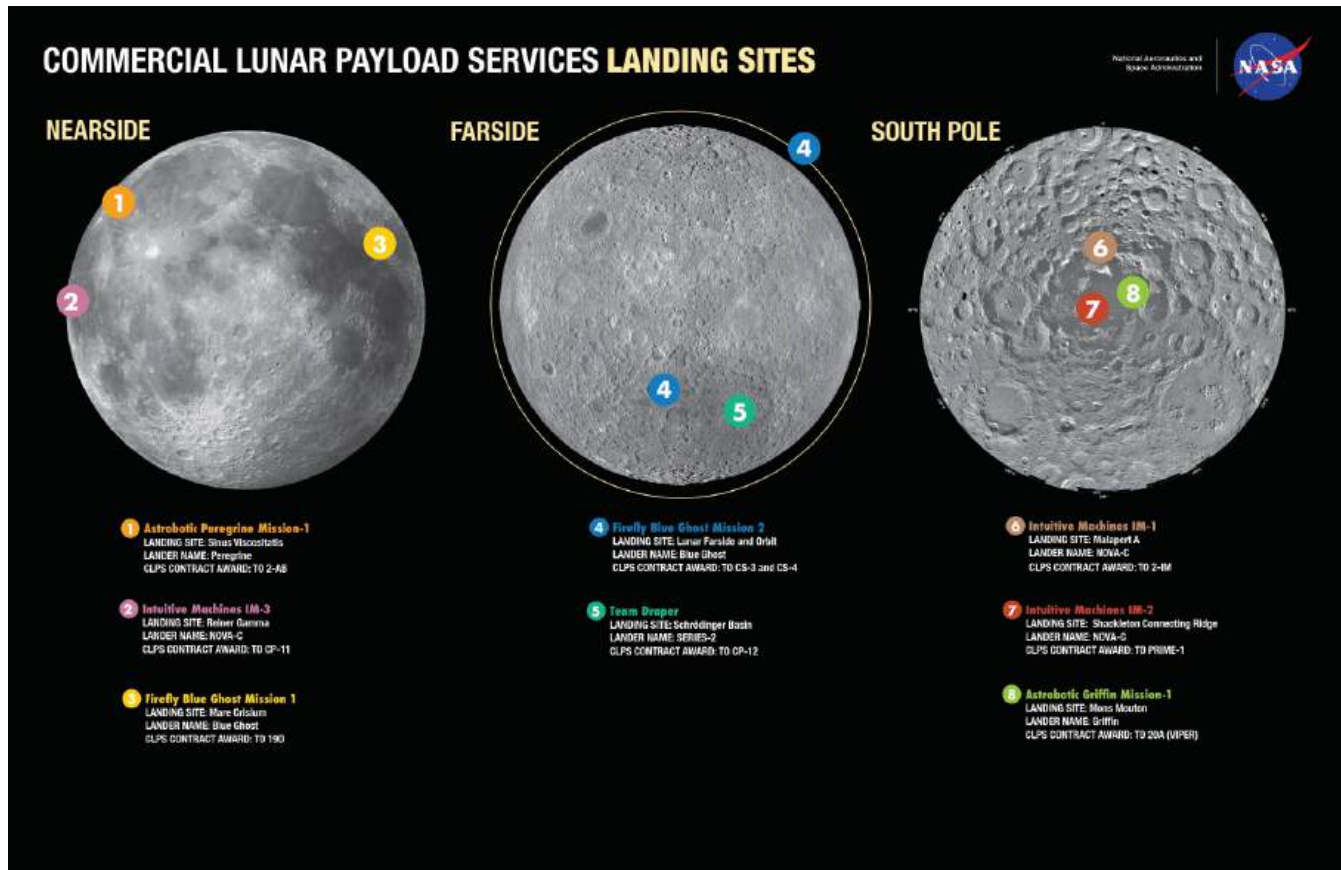 COMMERCIAL LUNAR PAYLOAD SERVICES LANDING SITES
National Aeronautics and
Space Administration
NASA
NEARSIDE
1
2
3
FARSIDE
4
4
5
SOUTH POLE
6
8
7
1 Astrobotic Peregrine Mission-1
LANDING SITE: Sinus Viscositatis
LANDER NAME: Peregrine
CLPS CONTRACT AWARD: TO 2-AB
2 Intuitive Machines IM-3
LANDING SITE: Reiner Gamma
LANDER NAME: NOVA-C
CLPS CONTRACT AWARD: TO CP-11
3 Firefly Blue Ghost Mission 1
LANDING SITE: Mare Crisium
LANDER NAME: Blue Ghost
CLPS CONTRACT AWARD: TO 19D
4 Firefly Blue Ghost Mission 2
LANDING SITE: Lunar Farside and Orbit
LANDER NAME: Blue Ghost
CLPS CONTRACT AWARD: TO CS-3 and CS-4
5 Team Draper
LANDING SITE: Schrödinger Basin
LANDER NAME: SERIES-2
CLPS CONTRACT AWARD: TO CP-12
6 Intuitive Machines IM-1
LANDING SITE: Malapert A
LANDER NAME: NOVA-C
CLPS CONTRACT AWARD: TO 2-IM
7 Intuitive Machines IM-2
LANDING SITE: Shackleton Connecting Ridge
LANDER NAME: NOVA-C
CLPS CONTRACT AWARD: TO PRIME-1
8 Astrobotic Griffin Mission-1
LANDING SITE: Mons Mouton
LANDER NAME: Griffin
CLPS CONTRACT AWARD: TO 20A (VIPER)